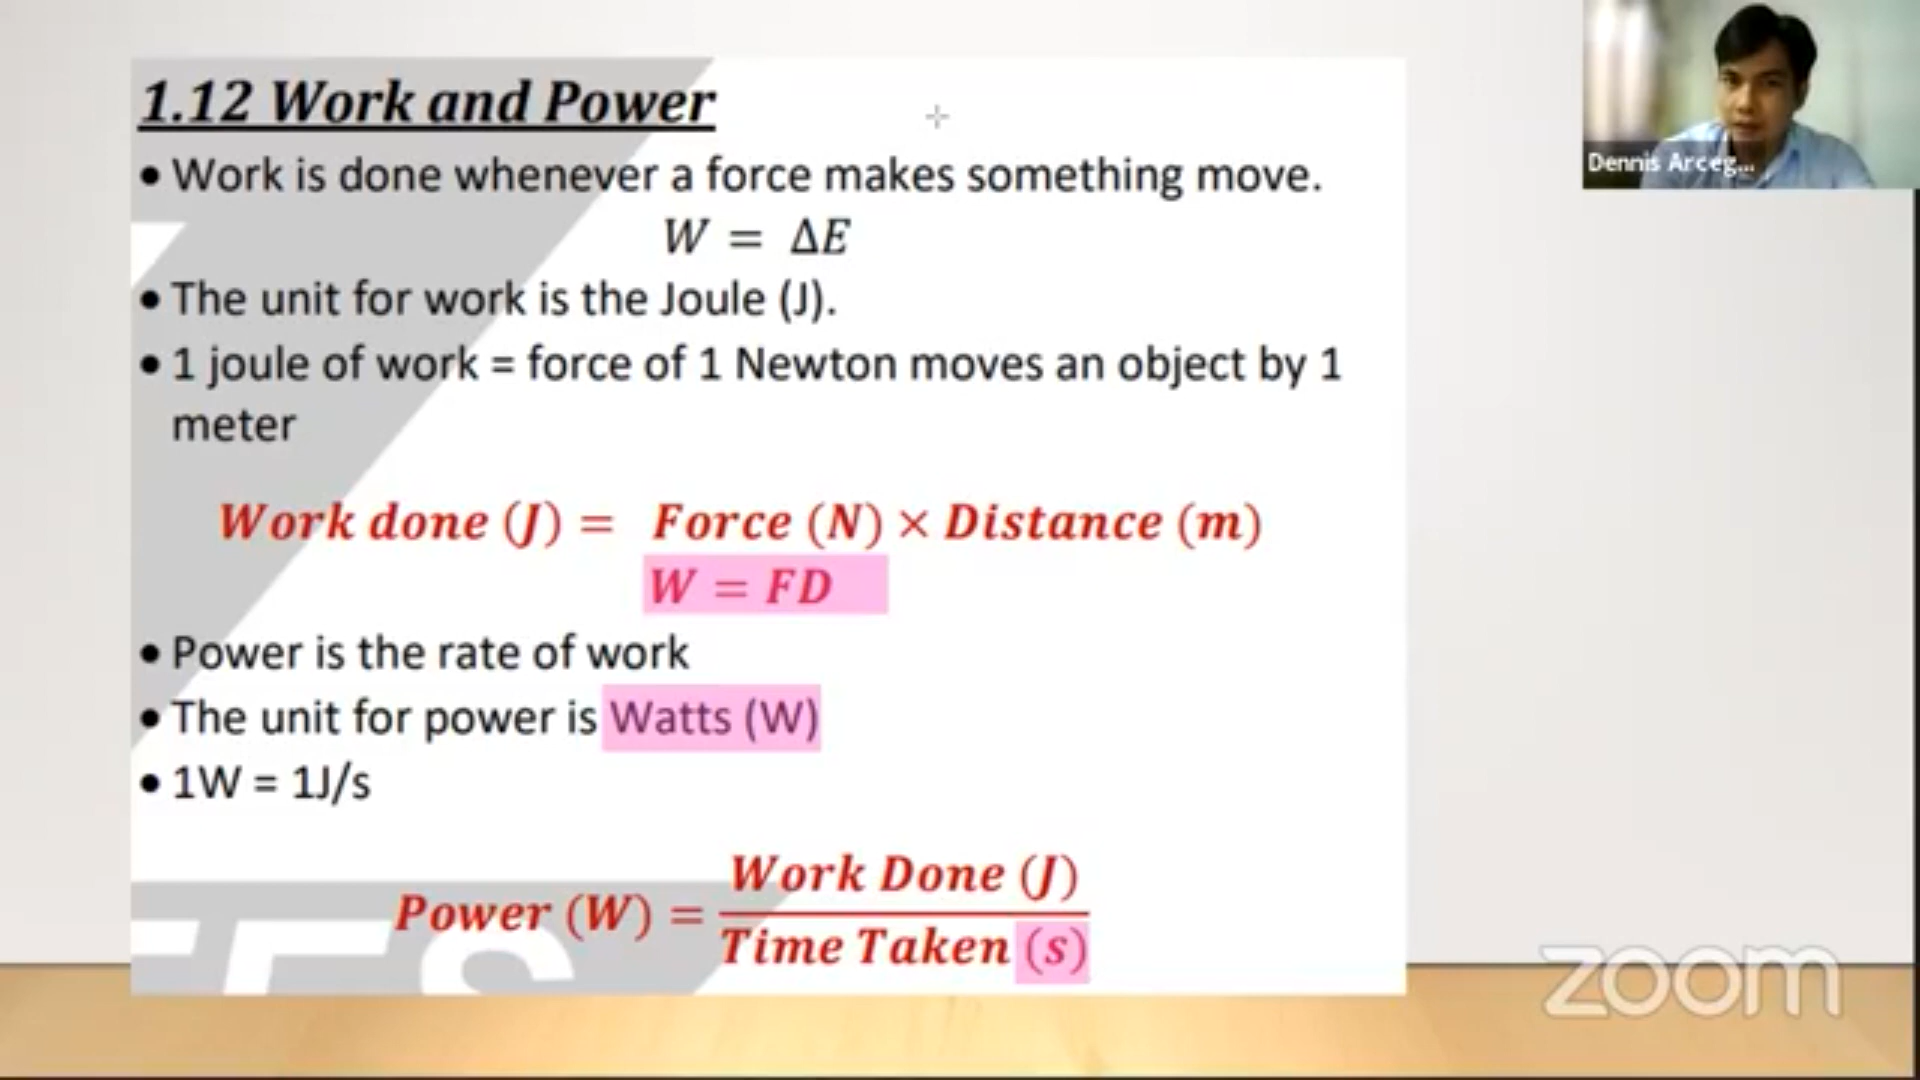 1.12 Work and Power
• Work is done whenever a force makes something move.
W = ΔE
• The unit for work is the Joule (J).
• 1 joule of work = force of 1 Newton moves an object by 1
meter
Work done (J) = Force (N) × Distance (m)
W = FD
• Power is the rate of work
• The unit for power is Watts (W)
• 1W = 1J/s
Power (W) = Work Done (J)
Time Taken (s)
Dennis Arceg...
zoom